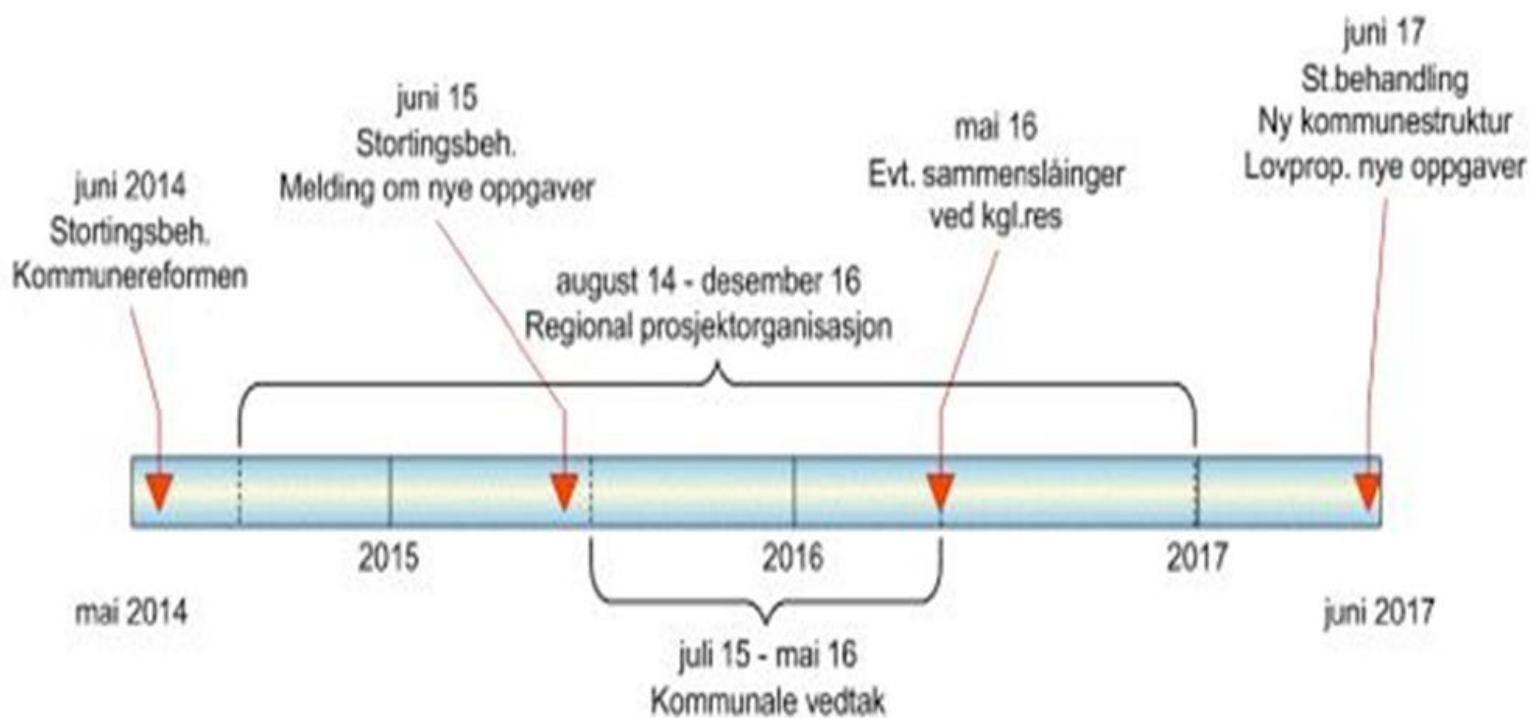 juni 2014
Stortingsbeh.
Kommunereformen
juni 15
Stortingsbeh.
Melding om nye oppgaver
august 14 - desember 16
Regional prosjektorganisasjon
mai 16
Evt. sammenslåinger
ved kgl.res
juni 17
St.behandling
Ny kommunestruktur
Lovprop. nye oppgaver
2015
2016
2017
mai 2014
juni 2017
juli 15 - mai 16
Kommunale vedtak